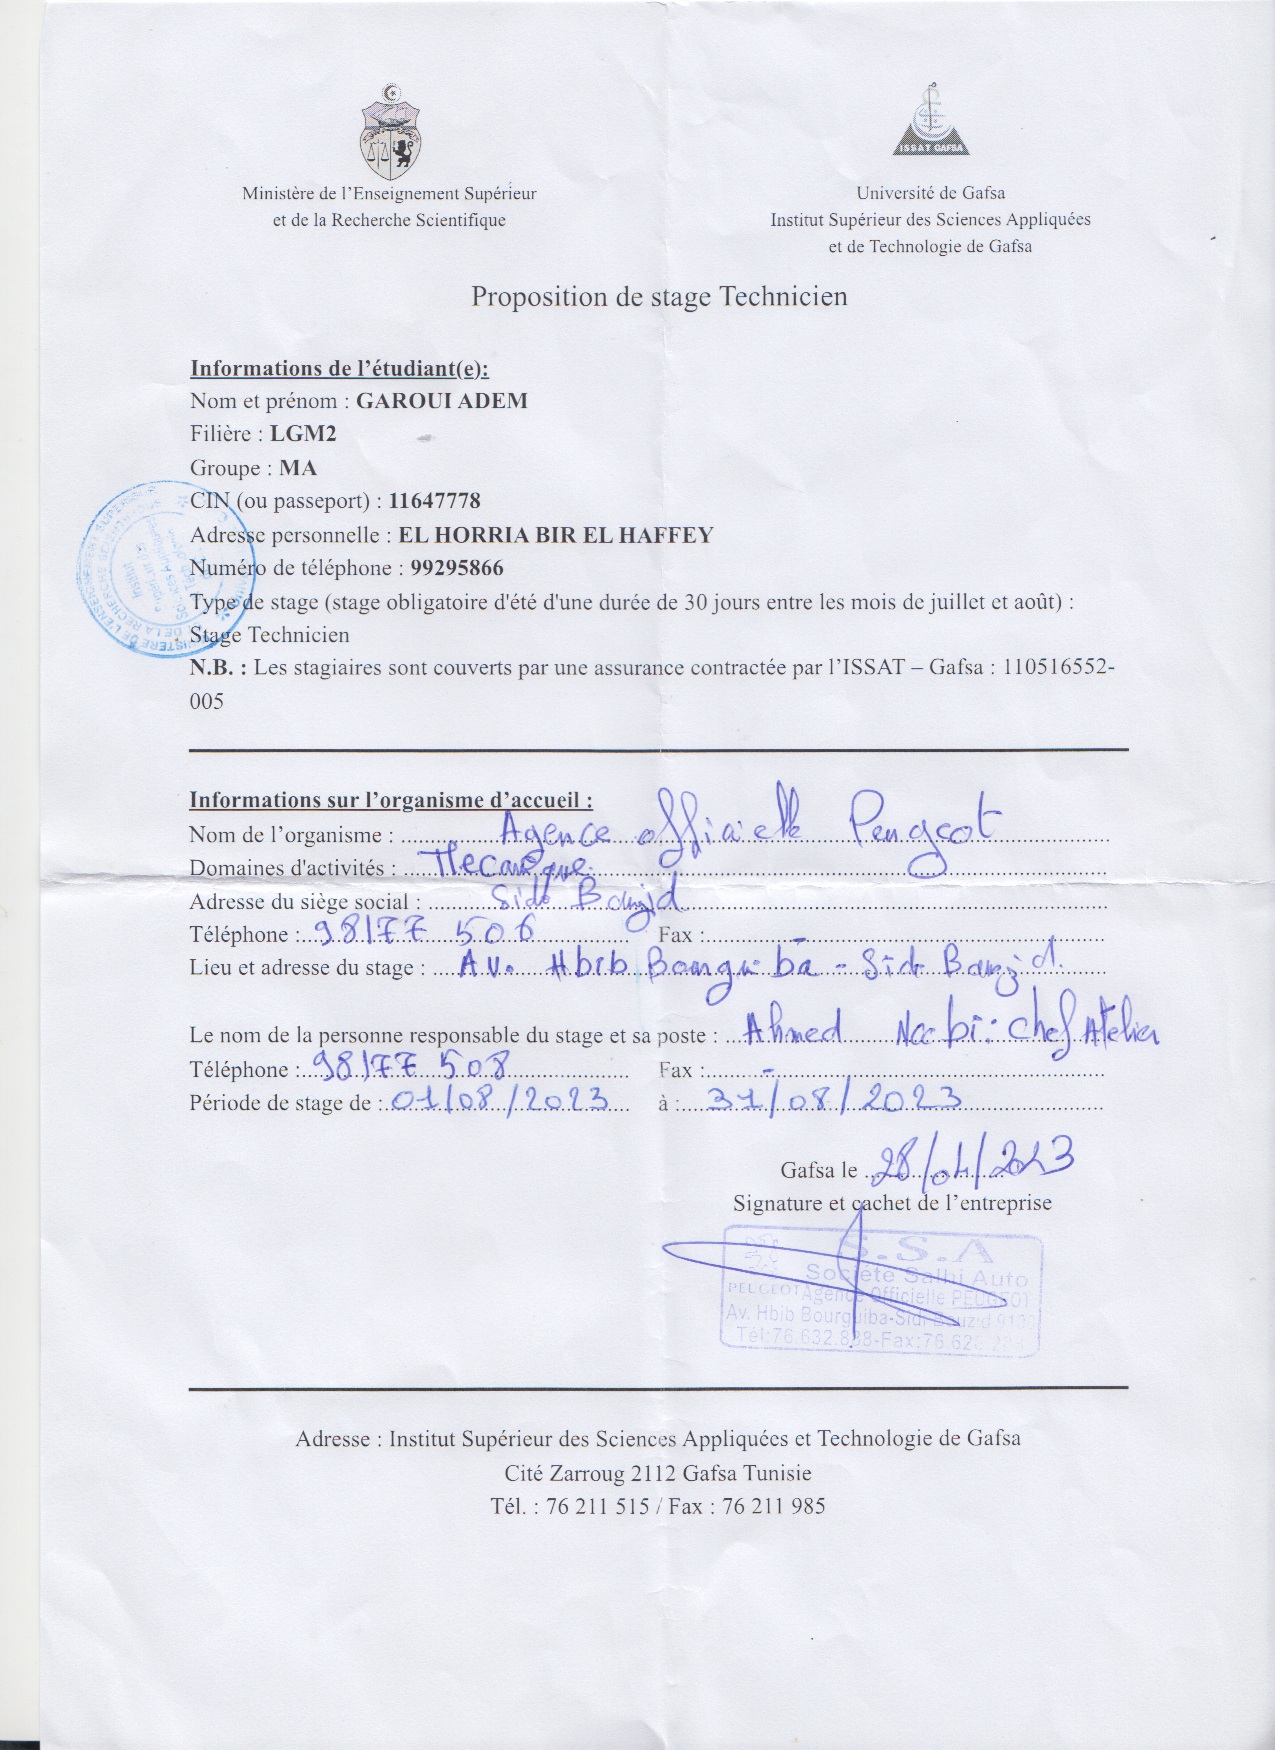 ISSAT GAFSA
Ministère de l'Enseignement Supérieur
et de la Recherche Scientifique
Université de Gafsa
Institut Supérieur des Sciences Appliquées
et de Technologie de Gafsa
Proposition de stage Technicien
Informations de l'étudiant(e):
Nom et prénom : GAROUI ADEM
Filière : LGM2
Groupe : MA
CIN (ou passeport) : 11647778
Adresse personnelle : EL HORRIA BIR EL HAFFEY
Numéro de téléphone : 99295866
Type de stage (stage obligatoire d'été d'une durée de 30 jours entre les mois de juillet et août) :
Stage Technicien
N.B. : Les stagiaires sont couverts par une assurance contractée par l'ISSAT – Gafsa : 110516552-
005
Informations sur l'organisme d'accueil :
Nom de l'organisme : Agence officielle Peugeot
Domaines d'activités : Mecanique
Adresse du siège social : Sidi Bouzid
Téléphone : 98177 506 Fax : -
Lieu et adresse du stage : Av. Hbib Bourguiba - Sidi Bouzid.
Le nom de la personne responsable du stage et sa poste : Ahmed Necbi : Chef Atelier
Téléphone : 98177 508 Fax : -
Période de stage de : 01/08/2023 à : 31/08/2023
Gafsa le 28/04/2023
Signature et cachet de l'entreprise
S.S.A
Société Salhi Auto
PEUGEOT Agence Officielle PEUGEOT
Av. Hbib Bourguiba-Sidi Bouzid
Tél:76.632.838-Fax:76.62
Adresse : Institut Supérieur des Sciences Appliquées et Technologie de Gafsa
Cité Zarroug 2112 Gafsa Tunisie
Tél. : 76 211 515 / Fax : 76 211 985